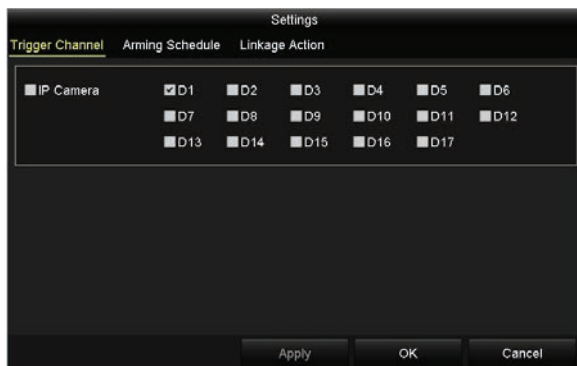 Settings
Trigger Channel Arming Schedule Linkage Action
IP Camera D1 D2 D3 D4 D5 D6
D7 D8 D9 D10 D11 D12
D13 D14 D15 D16 D17
Apply OK Cancel